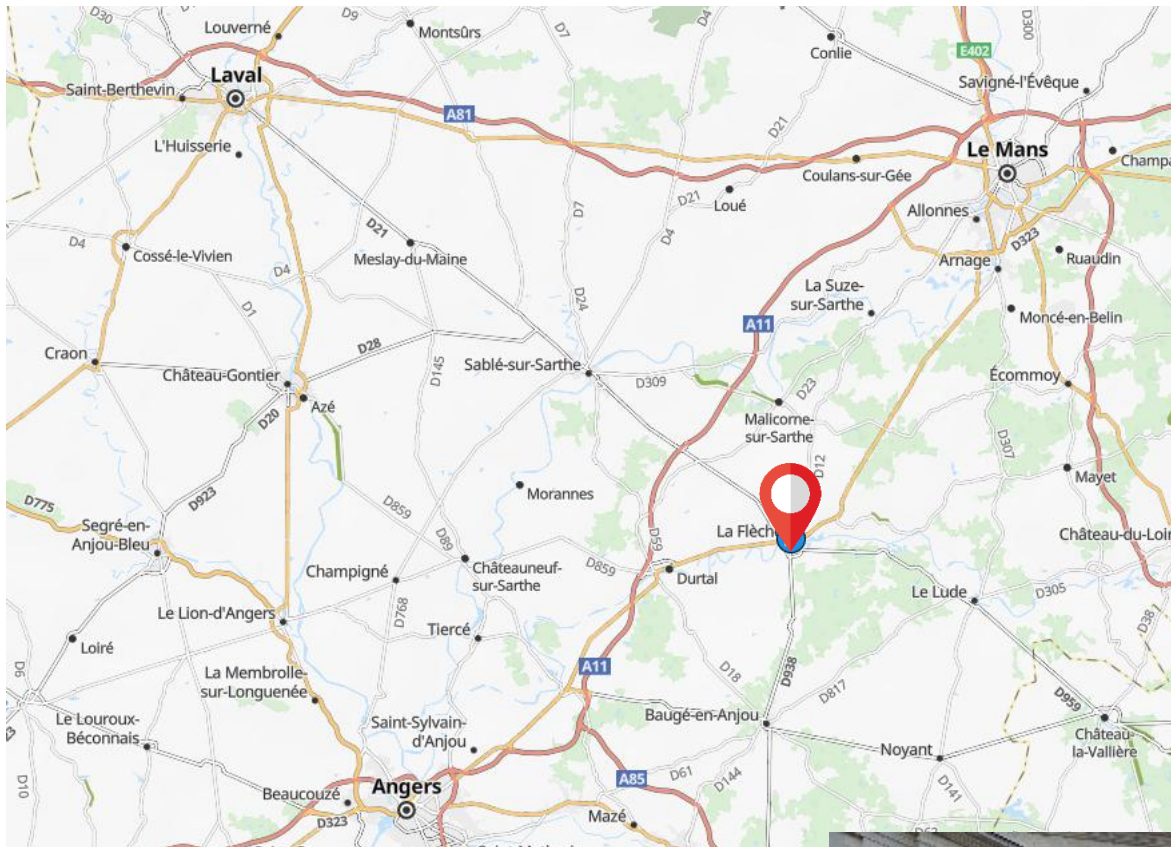 D30
Louverné
D9
Montsûrs
D7
D4
Conlie
E402
D300
Savigné-l'Évêque
Laval
Saint-Berthevin
A81
L'Huisserie
D21
Le Mans
Coulans-sur-Gée
D21
Loué
D7
D4
Allonnes
D323
D4
Cossé-le-Vivien
D21
Meslay-du-Maine
D4
Arnage
Ruaudin
D24
La Suze-
sur-Sarthe
D1
A11
Moncé-en-Belin
Craon
D28
D145
Sablé-sur-Sarthe
D309
D23
Écommoy
Château-Gontier
Azé
D20
Malicorne-
sur-Sarthe
D307
D12
Mayet
D775
D923
Morannes
D859
Segré-en-
Anjou-Bleu
D89
D59
La Flèch
Château-du-Loir
Champigné
Châteauneuf-
sur-Sarthe
D859
Durtal
D768
Le Lude
D305
Le Lion-d'Angers
Tiercé
D38
Loiré
D6
A11
D18
D938
D817
La Membrolle-
sur-Longuenée
D959
Saint-Sylvain-
d'Anjou
Baugé-en-Anjou
Le Louroux-
Béconnais
Noyant
Château-
la-Vallière
D10
A85
D61
D144
D141
Angers
Beaucouzé
D323
Mazé